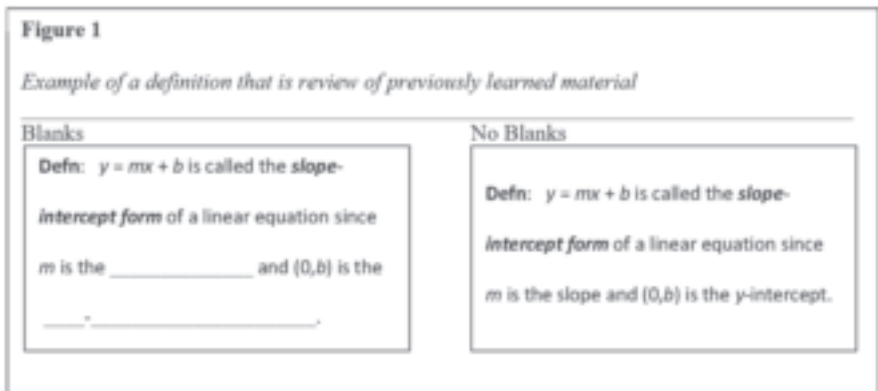 Figure 1
Example of a definition that is review of previously learned material
Blanks
Defn: y = mx + b is called the slope-
intercept form of a linear equation since
m is the ______________ and (0,b) is the
____-______________________.
No Blanks
Defn: y = mx + b is called the slope-
intercept form of a linear equation since
m is the slope and (0,b) is the y-intercept.